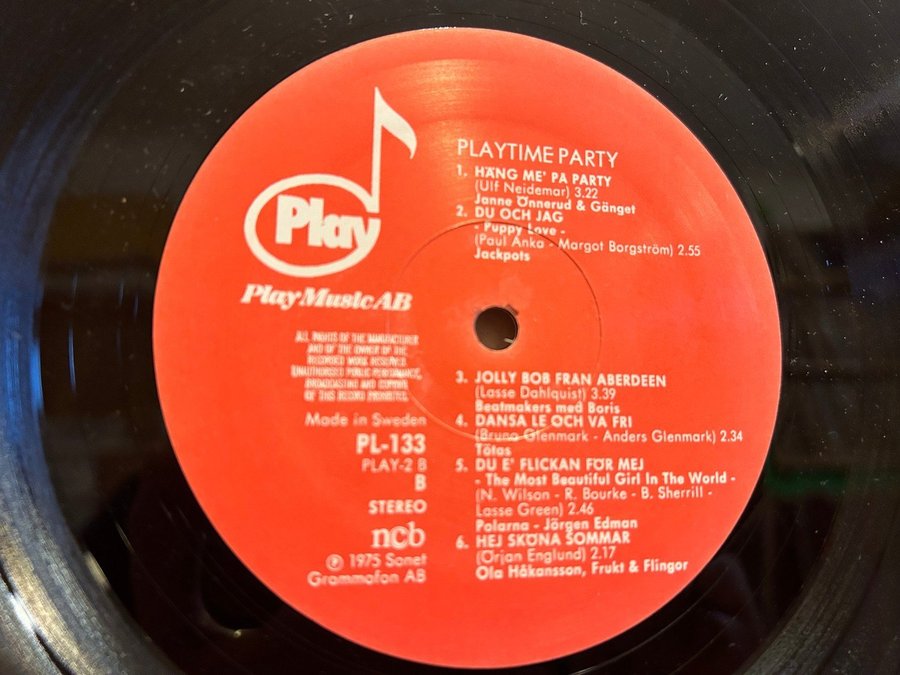 Play
PlayMusicAB
ALL RIGHTS OF THE MANUFACTURER
AND OF THE OWNER OF THE
RECORDED WORK RESERVED
UNAUTHORISED PUBLIC PERFORMANCE,
BROADCASTING AND COPYING
OF THIS RECORD PROHIBITED.
Made in Sweden
PL-133
PLAY-2 B
B
STEREO
ncb
℗ 1975 Sonet
Grammofon AB
PLAYTIME PARTY
1. HÄNG ME' PA PARTY
(Ulf Neidemar) 3.22
Janne Önnerud & Gänget
2. DU OCH JAG
- Puppy Love -
(Paul Anka - Margot Borgström) 2.55
Jackpots
3. JOLLY BOB FRAN ABERDEEN
(Lasse Dahlquist) 3.39
Beatmakers med Boris
4. DANSA LE OCH VA FRI
(Bruno Glenmark - Anders Glenmark) 2.34
Tötas
5. DU E' FLICKAN FÖR MEJ
- The Most Beautiful Girl In The World -
(N. Wilson - R. Bourke - B. Sherrill -
Lasse Green) 2.46
Polarna - Jörgen Edman
6. HEJ SKÖNA SOMMAR
(Örjan Englund) 2.17
Ola Håkansson, Frukt & Flingor